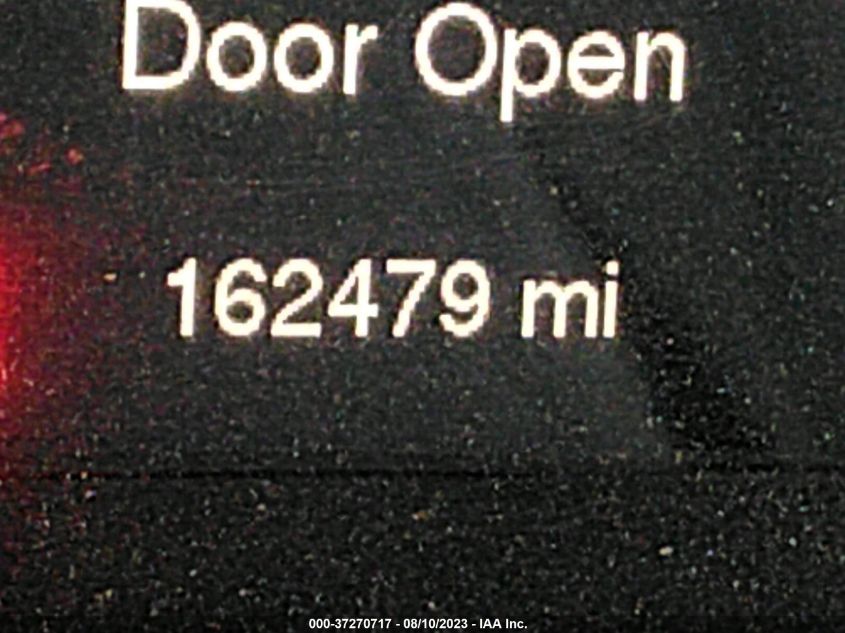 Door Open
162479 mi
000-37270717 - 08/10/2023 - IAA Inc.